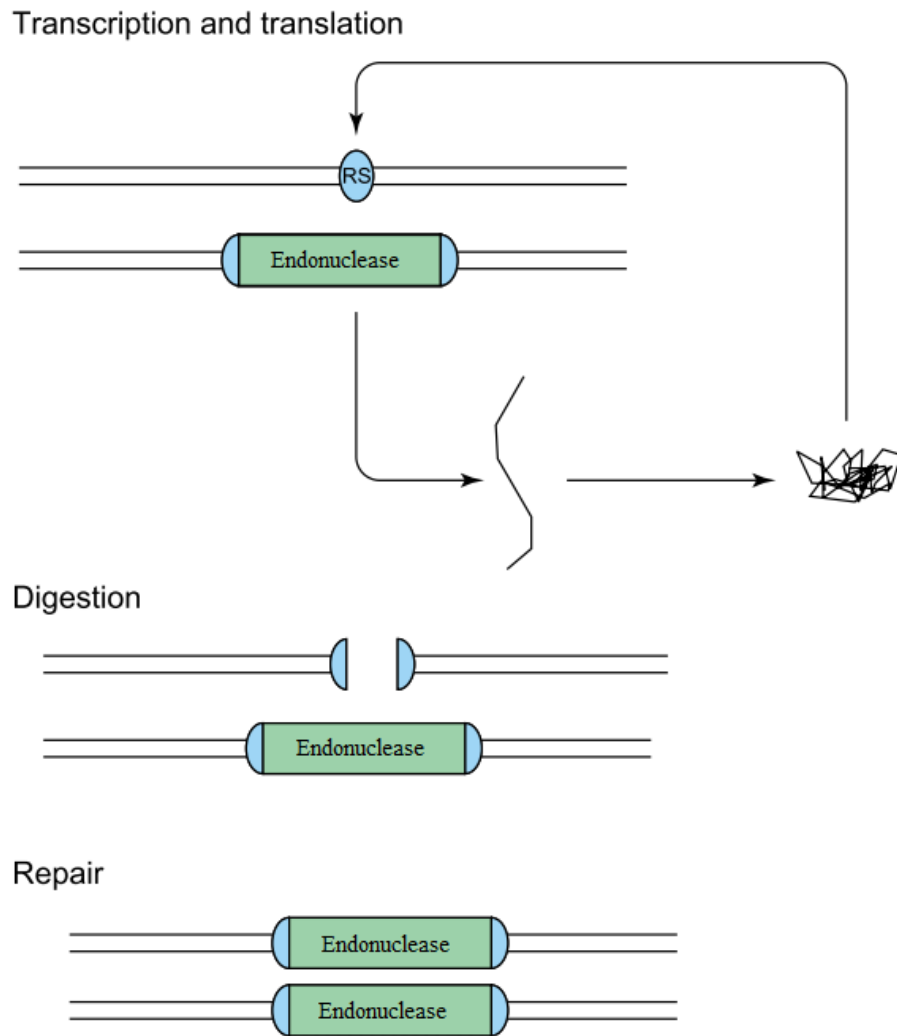 Transcription and translation
RS
Endonuclease
Digestion
Endonuclease
Repair
Endonuclease
Endonuclease